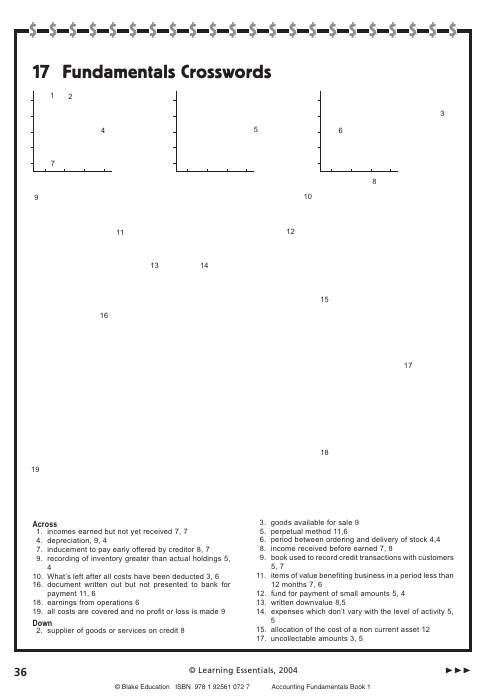 17 Fundamentals Crosswords
1 2
3
4
5
6
7
8
9
10
11
12
13
14
15
16
17
18
19
Across
1. incomes earned but not yet received 7, 7
4. depreciation, 9, 4
7. inducement to pay early offered by creditor 8, 7
9. recording of inventory greater than actual holdings 5,
4
10. What's left after all costs have been deducted 3, 6
16. document written out but not presented to bank for
payment 11, 6
18. earnings from operations 6
19. all costs are covered and no profit or loss is made 9
Down
2. supplier of goods or services on credit 8
3. goods available for sale 9
5. perpetual method 11,6
6. period between ordering and delivery of stock 4,4
8. income received before earned 7, 8
9. book used to record credit transactions with customers
5, 7
11. items of value benefiting business in a period less than
12 months 7, 6
12. fund for payment of small amounts 5, 4
13. written downvalue 8,5
14. expenses which don't vary with the level of activity 5,
5
15. allocation of the cost of a non current asset 12
17. uncollectable amounts 3, 5
36
© Learning Essentials, 2004
© Blake Education ISBN 978 1 92561 072 7 Accounting Fundamentals Book 1